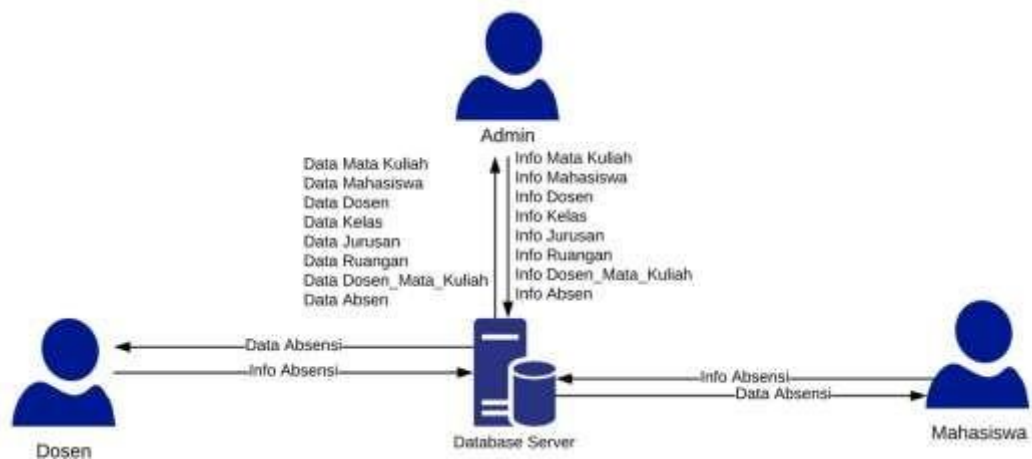 Admin
Data Mata Kuliah
Data Mahasiswa
Data Dosen
Data Kelas
Data Jurusan
Data Ruangan
Data Dosen_Mata_Kuliah
Data Absen
Info Mata Kuliah
Info Mahasiswa
Info Dosen
Info Kelas
Info Jurusan
Info Ruangan
Info Dosen_Mata_Kuliah
Info Absen
Data Absensi
Info Absensi
Info Absensi
Data Absensi
Dosen
Database Server
Mahasiswa